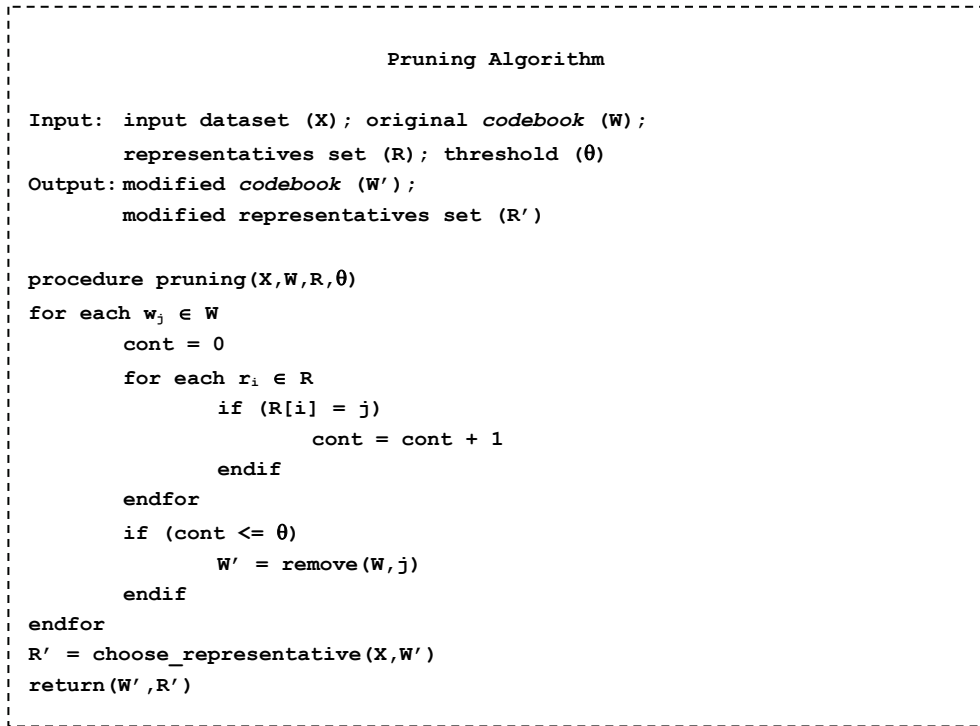 Pruning Algorithm
Input: input dataset (X); original codebook (W);
representatives set (R); threshold (θ)
Output: modified codebook (W′);
modified representatives set (R′)
procedure pruning(X,W,R,θ)
for each wⱼ ∈ W
cont = 0
for each rᵢ ∈ R
if (R[i] = j)
cont = cont + 1
endif
endfor
if (cont <= θ)
W′ = remove(W,j)
endif
endfor
R′ = choose_representative(X,W′)
return(W′,R′)